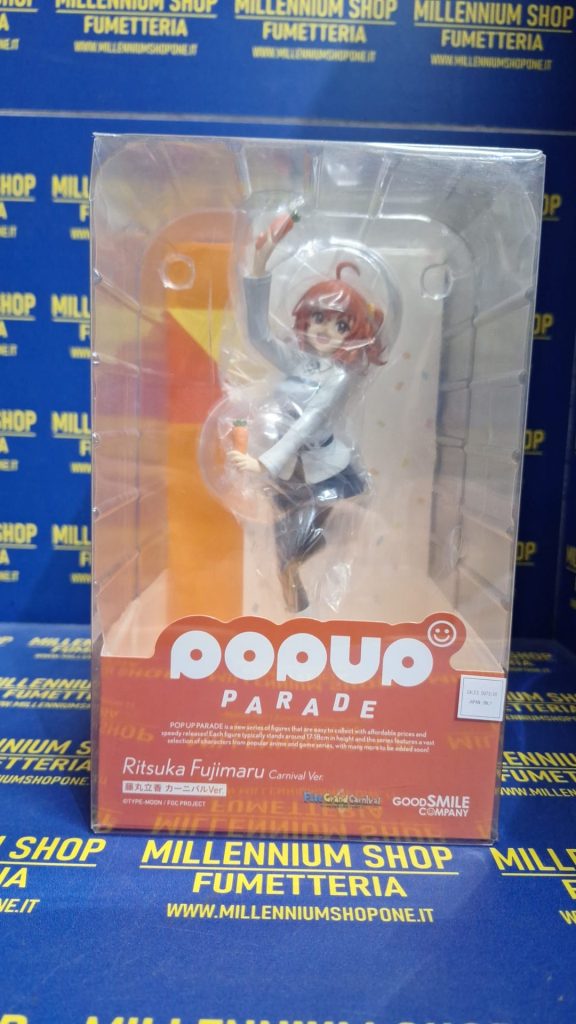 MILLENNIUM SHOP
FUMETTERIA
WWW.MILLENNIUMSHOPONE.IT
POPUP
PARADE
POP UP PARADE is a new series of figures that are easy to collect with affordable prices and
speedy releases! Each figure typically stands around 17-18cm in height and the series features a vast
selection of characters from popular anime and game series, with many more to be added soon!
Ritsuka Fujimaru Carnival Ver.
藤丸立香 カーニバルVer.
©TYPE-MOON / FGC PROJECT
Fate/Grand Carnival
GOOD SMILE
COMPANY
MILLENNIUM SHOP
FUMETTERIA
WWW.MILLENNIUMSHOPONE.IT